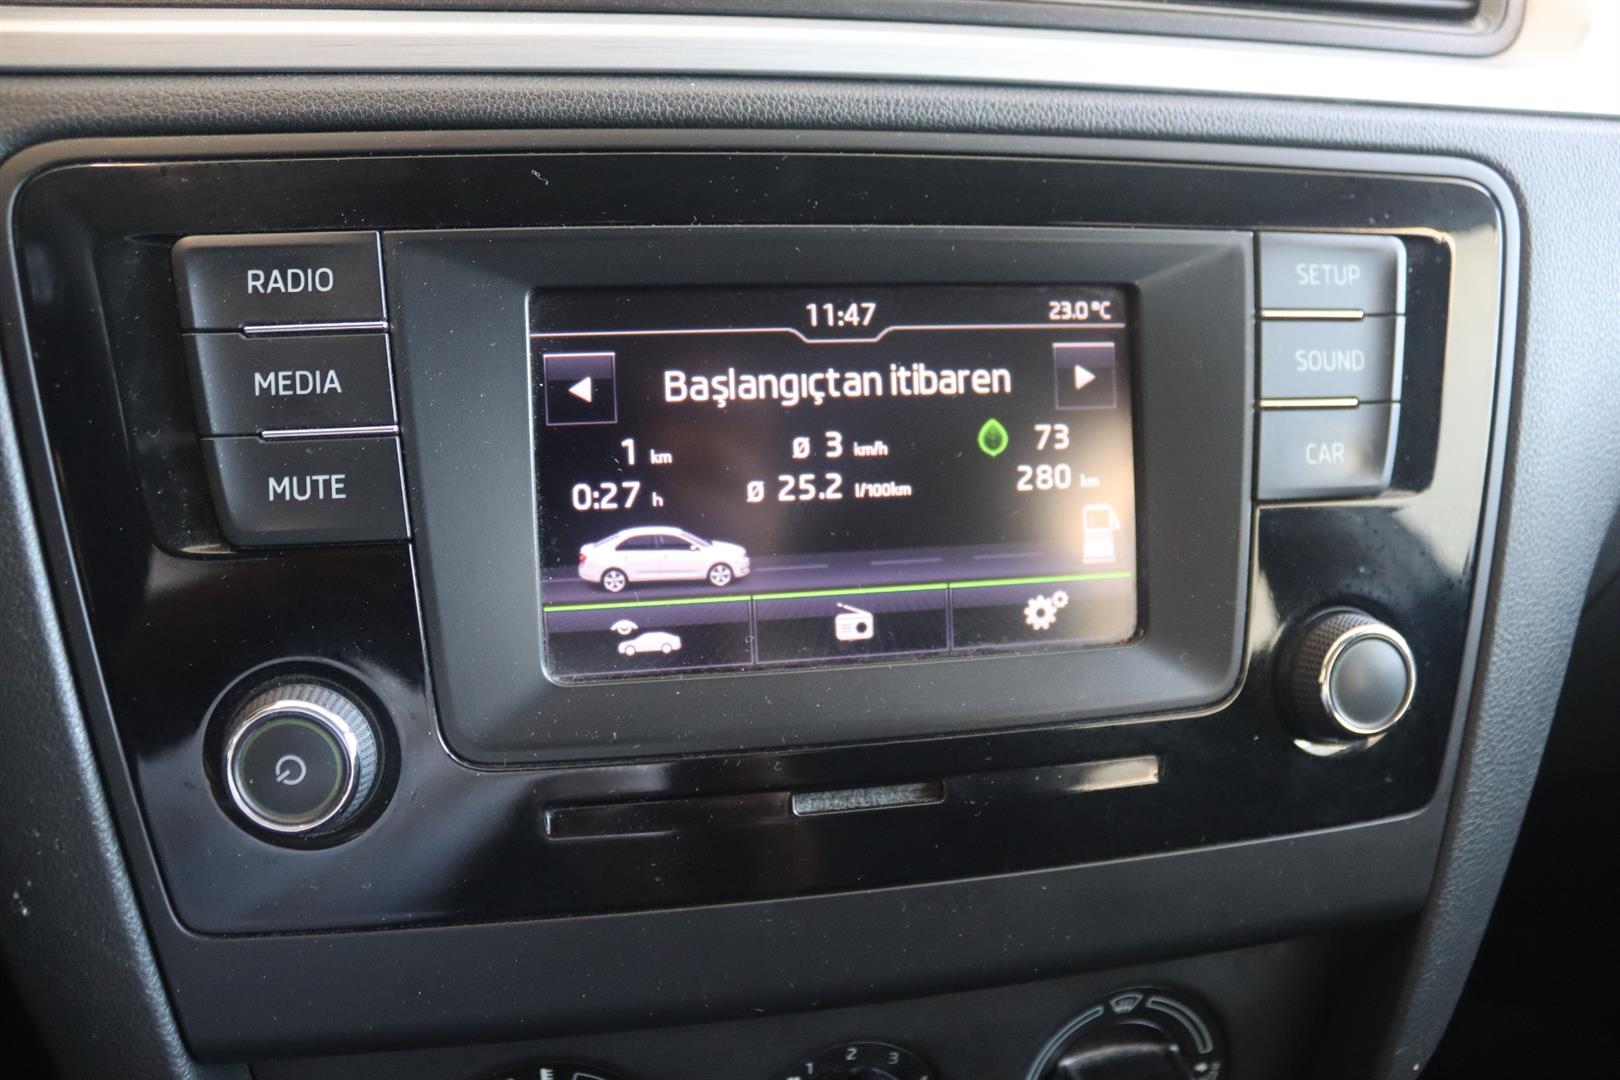 RADIO
MEDIA
MUTE
11:47
23.0 °C
Başlangıçtan itibaren
1 km
Ø 3 km/h
73
0:27 h
Ø 25.2 l/100km
280 km
SETUP
SOUND
CAR
1 2 3